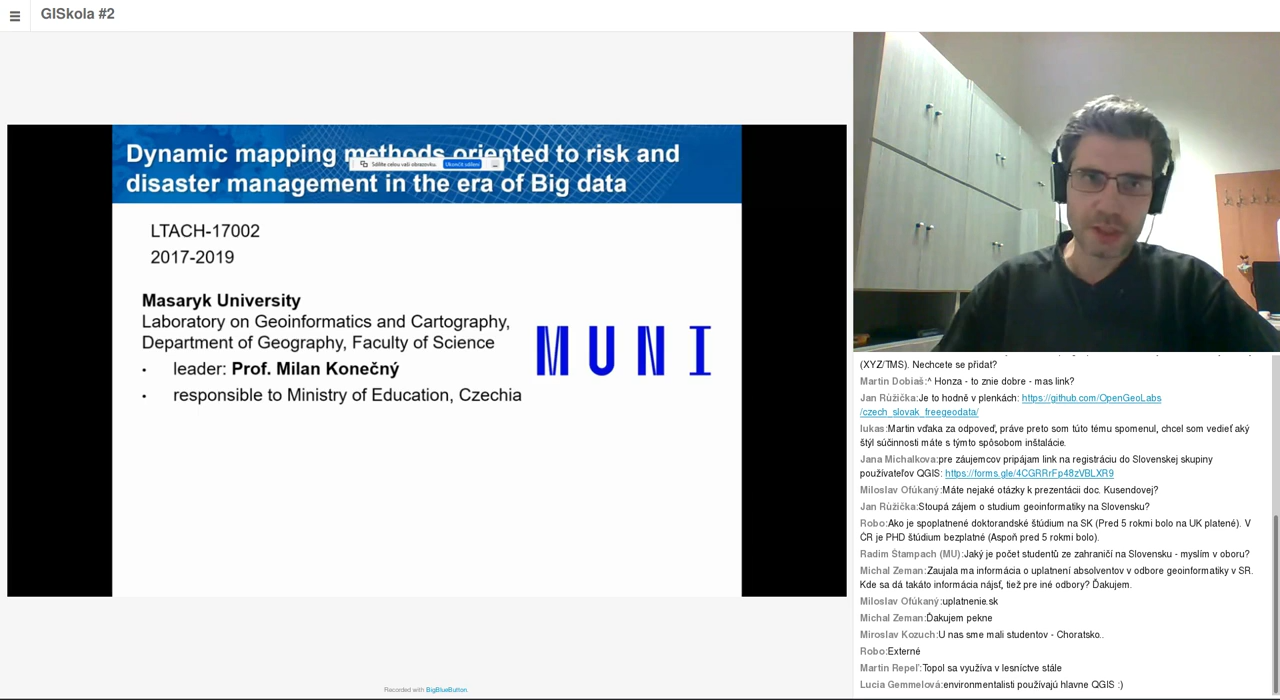 GISkola #2
Dynamic mapping methods oriented to risk and
disaster management in the era of Big data
Sdílíte celou vaši obrazovku.
Ukončit sdílení
LTACH-17002
2017-2019
Masaryk University
Laboratory on Geoinformatics and Cartography,
Department of Geography, Faculty of Science
• leader: Prof. Milan Konečný
• responsible to Ministry of Education, Czechia
MUNI
(XYZ/TMS). Nechcete se přidat?
Martin Dobiaš:^ Honza - to znie dobre - mas link?
Jan Růžička:Je to hodně v plenkách: https://github.com/OpenGeoLabs
/czech_slovak_freegeodata/
lukas:Martin vďaka za odpoveď, práve preto som túto tému spomenul, chcel som vedieť aký
štýl súčinnosti máte s týmto spôsobom inštalácie.
Jana Michalkova:pre záujemcov pripájam link na registráciu do Slovenskej skupiny
používateľov QGIS: https://forms.gle/4CGRRrFp48zVBLXR9
Miloslav Ofúkaný:Máte nejaké otázky k prezentácii doc. Kusendovej?
Jan Růžička:Stoupá zájem o studium geoinformatiky na Slovensku?
Robo:Ako je spoplatnené doktorandské štúdium na SK (Pred 5 rokmi bolo na UK platené). V
ČR je PHD štúdium bezplatné (Aspoň pred 5 rokmi bolo).
Radim Štampach (MU):Jaký je počet studentů ze zahraničí na Slovensku - myslím v oboru?
Michal Zeman:Zaujala ma informácia o uplatnení absolventov v odbore geoinformatiky v SR.
Kde sa dá takáto informácia nájsť, tiež pre iné odbory? Ďakujem.
Miloslav Ofúkaný:uplatnenie.sk
Michal Zeman:Ďakujem pekne
Miroslav Kozuch:U nas sme mali studentov - Choratsko..
Robo:Externé
Martin Repeľ:Topol sa využíva v lesníctve stále
Lucia Gemmelová:environmentalisti používajú hlavne QGIS :)
Recorded with BigBlueButton.